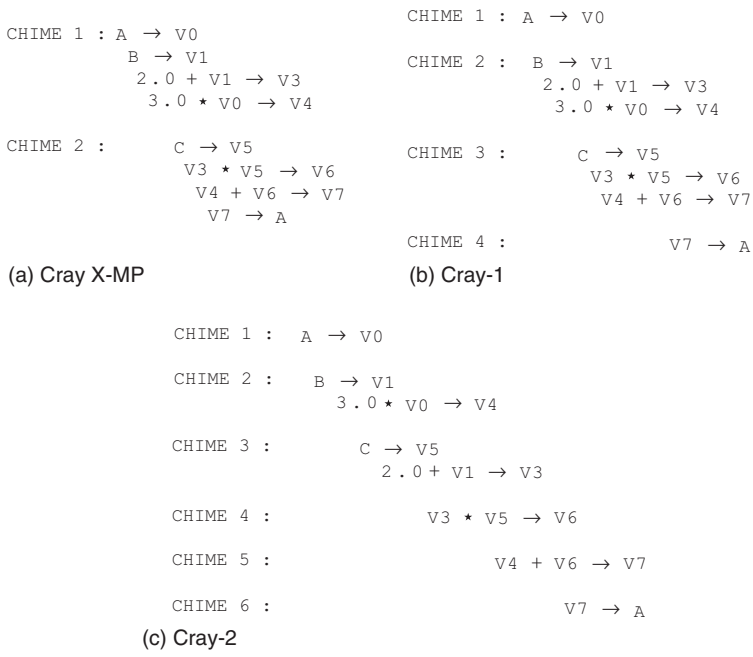 CHIME 1 : A → V0
B → V1
2.0 + V1 → V3
3.0 ★ V0 → V4
CHIME 2 : C → V5
V3 ★ V5 → V6
V4 + V6 → V7
V7 → A
(a) Cray X-MP
CHIME 1 : A → V0
CHIME 2 : B → V1
2.0 + V1 → V3
3.0 ★ V0 → V4
CHIME 3 : C → V5
V3 ★ V5 → V6
V4 + V6 → V7
CHIME 4 : V7 → A
(b) Cray-1
CHIME 1 : A → V0
CHIME 2 : B → V1
3.0 ★ V0 → V4
CHIME 3 : C → V5
2.0 + V1 → V3
CHIME 4 : V3 ★ V5 → V6
CHIME 5 : V4 + V6 → V7
CHIME 6 : V7 → A
(c) Cray-2